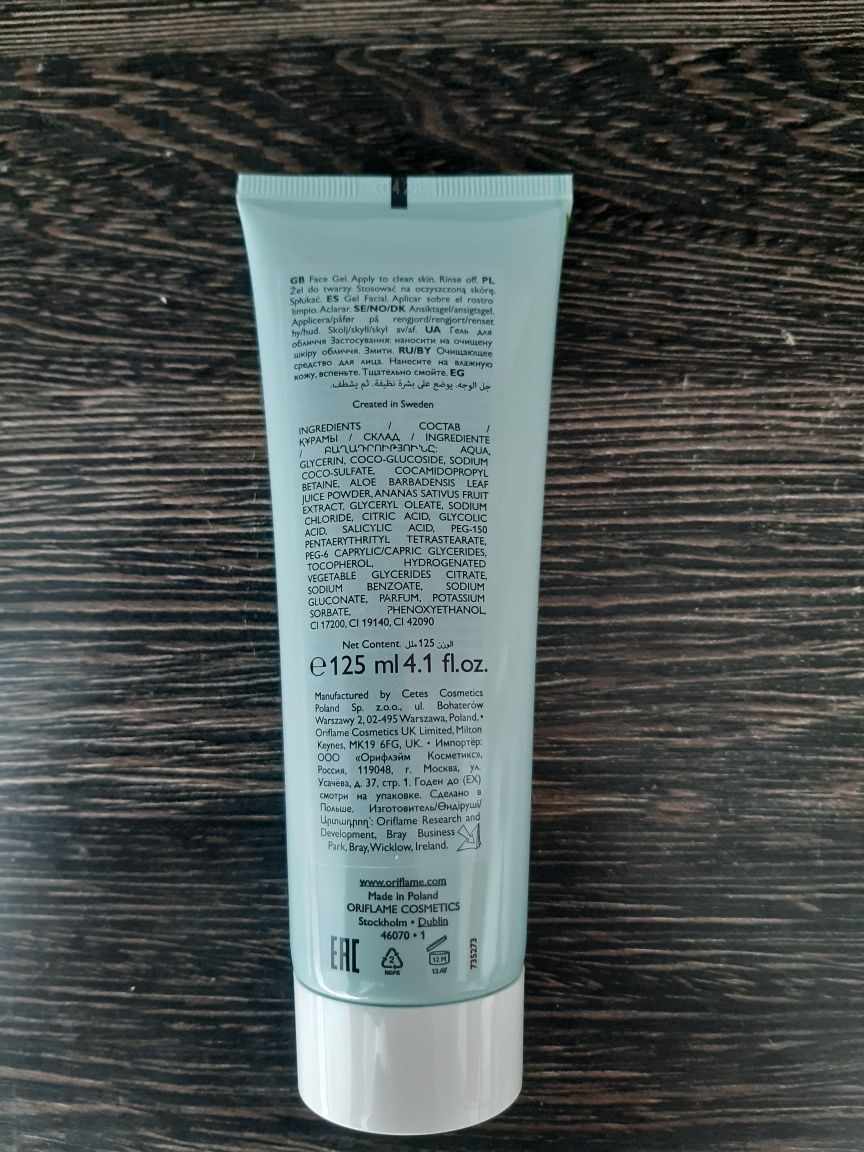 GB Face Gel. Apply to clean skin. Rinse off. PL
Żel do twarzy. Stosować na oczyszczoną skórę.
Spłukać. ES Gel Facial. Aplicar sobre el rostro
limpio. Aclarar. SE/NO/DK Ansiktsgel/ansigtsgel.
Applicera/påfør på rengjord/rengjort/renset
hy/hud. Skölj/skyll/skyl av/af. UA Гель для
обличчя Застосування: наносити на очищену
шкіру обличчя. Змити. RU/BY Очищающее
средство для лица. Нанесите на влажную
кожу, вспеньте. Тщательно смойте. EG
جل الوجه. يوضع على بشرة نظيفة. ثم يشطف.
Created in Sweden
INGREDIENTS / СОСТАВ /
ҚҰРАМЫ / СКЛАД / INGREDIENTE
/ ԲԱՂԱԴՐՈՒԹՅՈՒՆԸ: AQUA,
GLYCERIN, COCO-GLUCOSIDE, SODIUM
COCO-SULFATE, COCAMIDOPROPYL
BETAINE, ALOE BARBADENSIS LEAF
JUICE POWDER, ANANAS SATIVUS FRUIT
EXTRACT, GLYCERYL OLEATE, SODIUM
CHLORIDE, CITRIC ACID, GLYCOLIC
ACID, SALICYLIC ACID, PEG-150
PENTAERYTHRITYL TETRASTEARATE,
PEG-6 CAPRYLIC/CAPRIC GLYCERIDES,
TOCOPHEROL, HYDROGENATED
VEGETABLE GLYCERIDES CITRATE,
SODIUM BENZOATE, SODIUM
GLUCONATE, PARFUM, POTASSIUM
SORBATE, PHENOXYETHANOL,
CI 17200, CI 19140, CI 42090
Net Content. الوزن 125 ملل
℮125 ml 4.1 fl.oz.
Manufactured by Cetes Cosmetics
Poland Sp. z.o.o., ul. Bohaterów
Warszawy 2, 02-495 Warszawa, Poland. •
Oriflame Cosmetics UK Limited, Milton
Keynes, MK19 6FG, UK. • Импортёр:
ООО «Орифлэйм Косметикс»,
Россия, 119048, г. Москва, ул.
Усачёва, д. 37, стр. 1. Годен до (EX)
смотри на упаковке. Сделано в
Польше. Изготовитель/Өндіруші/
Արտադրող՝: Oriflame Research and
Development, Bray Business
Park, Bray, Wicklow, Ireland.
www.oriflame.com
Made in Poland
ORIFLAME COSMETICS
Stockholm • Dublin
46070 • 1
EAC
2
HDPE
12 M
12 АУ
735273